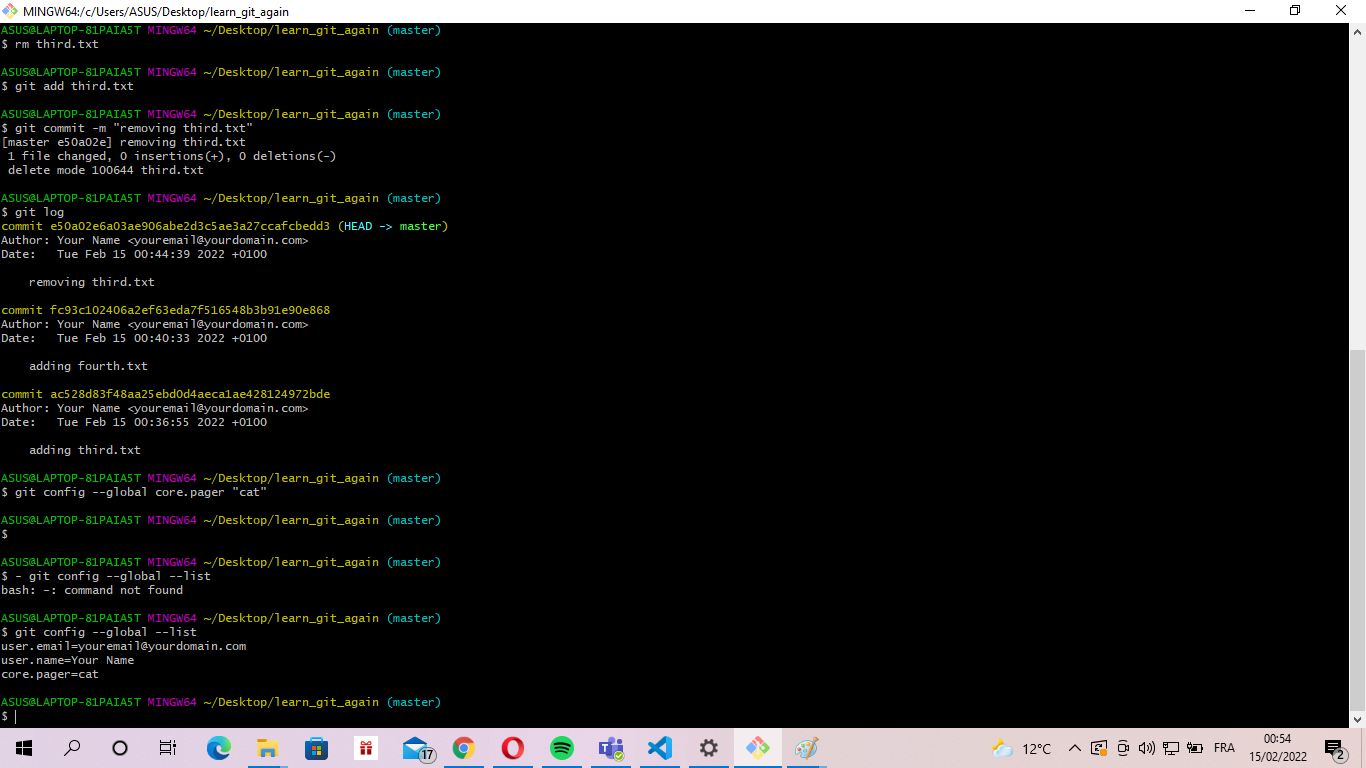 MINGW64:/c/Users/ASUS/Desktop/learn_git_again
ASUS@LAPTOP-81PAIA5T MINGW64 ~/Desktop/learn_git_again (master)
$ rm third.txt
ASUS@LAPTOP-81PAIA5T MINGW64 ~/Desktop/learn_git_again (master)
$ git add third.txt
ASUS@LAPTOP-81PAIA5T MINGW64 ~/Desktop/learn_git_again (master)
$ git commit -m "removing third.txt"
[master e50a02e] removing third.txt
 1 file changed, 0 insertions(+), 0 deletions(-)
 delete mode 100644 third.txt
ASUS@LAPTOP-81PAIA5T MINGW64 ~/Desktop/learn_git_again (master)
$ git log
commit e50a02e6a03ae906abe2d3c5ae3a27ccafcbedd3 (HEAD -> master)
Author: Your Name <youremail@yourdomain.com>
Date:   Tue Feb 15 00:44:39 2022 +0100
    removing third.txt
commit fc93c102406a2ef63eda7f516548b3b91e90e868
Author: Your Name <youremail@yourdomain.com>
Date:   Tue Feb 15 00:40:33 2022 +0100
    adding fourth.txt
commit ac528d83f48aa25ebd0d4aeca1ae428124972bde
Author: Your Name <youremail@yourdomain.com>
Date:   Tue Feb 15 00:36:55 2022 +0100
    adding third.txt
ASUS@LAPTOP-81PAIA5T MINGW64 ~/Desktop/learn_git_again (master)
$ git config --global core.pager "cat"
ASUS@LAPTOP-81PAIA5T MINGW64 ~/Desktop/learn_git_again (master)
$
ASUS@LAPTOP-81PAIA5T MINGW64 ~/Desktop/learn_git_again (master)
$ - git config --global --list
bash: -: command not found
ASUS@LAPTOP-81PAIA5T MINGW64 ~/Desktop/learn_git_again (master)
$ git config --global --list
user.email=youremail@yourdomain.com
user.name=Your Name
core.pager=cat
ASUS@LAPTOP-81PAIA5T MINGW64 ~/Desktop/learn_git_again (master)
$
17
12°C
FRA
00:54
15/02/2022
2